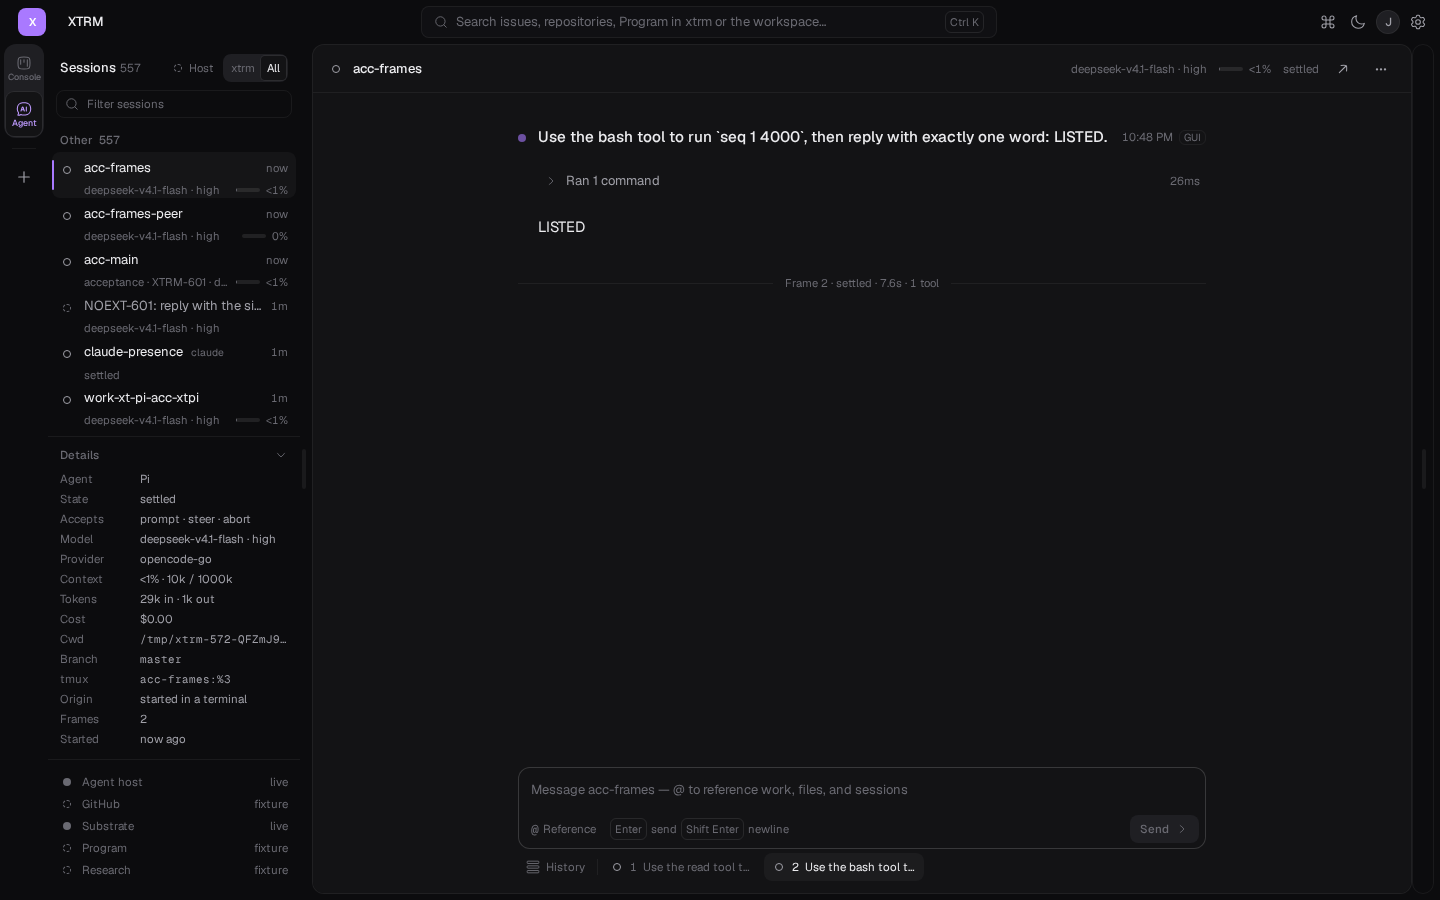 X XTRM Search issues, repositories, Program in xtrm or the workspace... Ctrl K J
Console
Agent
Sessions 557 Host xtrm All
Filter sessions
Other 557
acc-frames now
deepseek-v4.1-flash · high <1%
acc-frames-peer now
deepseek-v4.1-flash · high 0%
acc-main now
acceptance · XTRM-601 · d... <1%
NOEXT-601: reply with the si... 1m
deepseek-v4.1-flash · high
claude-presence claude 1m
settled
work-xt-pi-acc-xtpi 1m
deepseek-v4.1-flash · high <1%
Details
Agent Pi
State settled
Accepts prompt · steer · abort
Model deepseek-v4.1-flash · high
Provider opencode-go
Context <1% · 10k / 1000k
Tokens 29k in · 1k out
Cost $0.00
Cwd /tmp/xtrm-572-QFZmJ9...
Branch master
tmux acc-frames:%3
Origin started in a terminal
Frames 2
Started now ago
Agent host live
GitHub fixture
Substrate live
Program fixture
Research fixture
acc-frames deepseek-v4.1-flash · high <1% settled
Use the bash tool to run `seq 1 4000`, then reply with exactly one word: LISTED. 10:48 PM GUI
Ran 1 command 26ms
LISTED
Frame 2 · settled · 7.6s · 1 tool
Message acc-frames — @ to reference work, files, and sessions
@ Reference Enter send Shift Enter newline Send
History 1 Use the read tool t... 2 Use the bash tool t...